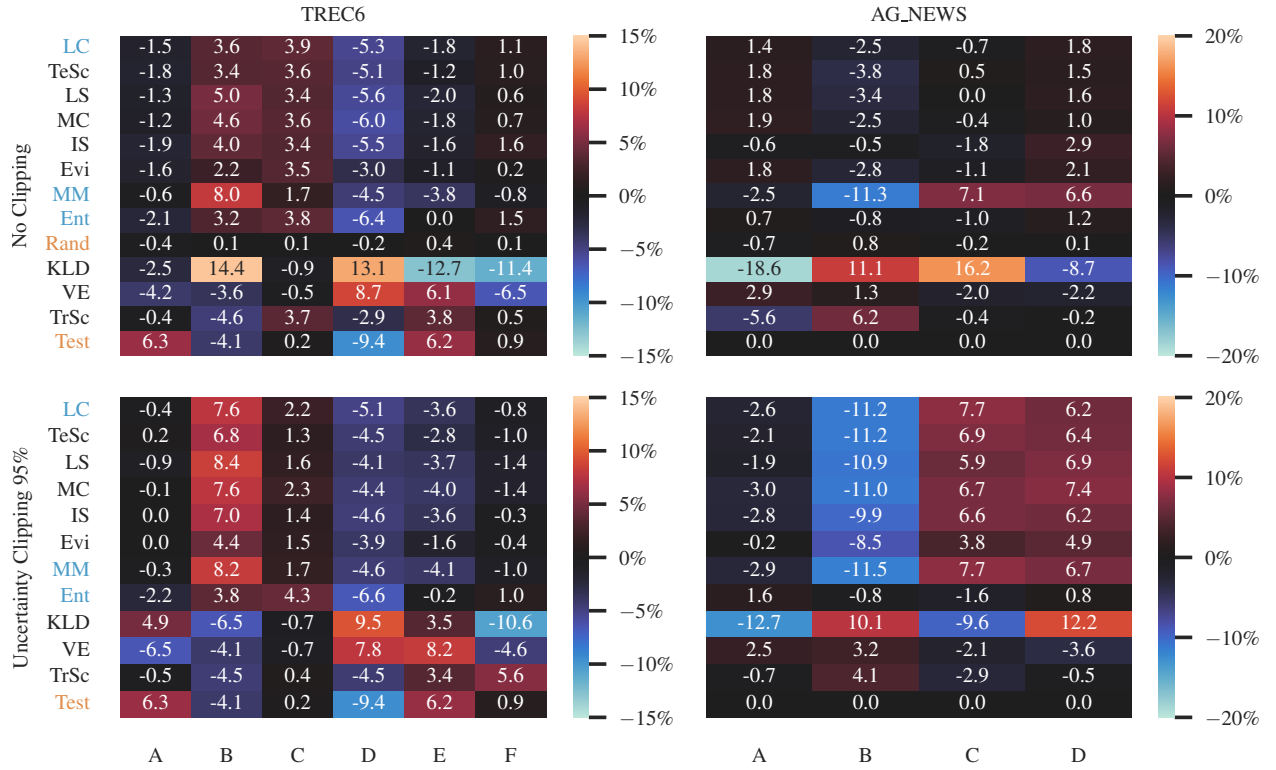 TREC6 AG_NEWS
No Clipping
LC -1.5 3.6 3.9 -5.3 -1.8 1.1
TeSc -1.8 3.4 3.6 -5.1 -1.2 1.0
LS -1.3 5.0 3.4 -5.6 -2.0 0.6
MC -1.2 4.6 3.6 -6.0 -1.8 0.7
IS -1.9 4.0 3.4 -5.5 -1.6 1.6
Evi -1.6 2.2 3.5 -3.0 -1.1 0.2
MM -0.6 8.0 1.7 -4.5 -3.8 -0.8
Ent -2.1 3.2 3.8 -6.4 0.0 1.5
Rand -0.4 0.1 0.1 -0.2 0.4 0.1
KLD -2.5 14.4 -0.9 13.1 -12.7 -11.4
VE -4.2 -3.6 -0.5 8.7 6.1 -6.5
TrSc -0.4 -4.6 3.7 -2.9 3.8 0.5
Test 6.3 -4.1 0.2 -9.4 6.2 0.9
15%
10%
5%
0%
−5%
−10%
−15%
1.4 -2.5 -0.7 1.8
1.8 -3.8 0.5 1.5
1.8 -3.4 0.0 1.6
1.9 -2.5 -0.4 1.0
-0.6 -0.5 -1.8 2.9
1.8 -2.8 -1.1 2.1
-2.5 -11.3 7.1 6.6
0.7 -0.8 -1.0 1.2
-0.7 0.8 -0.2 0.1
-18.6 11.1 16.2 -8.7
2.9 1.3 -2.0 -2.2
-5.6 6.2 -0.4 -0.2
0.0 0.0 0.0 0.0
20%
10%
0%
−10%
−20%
Uncertainty Clipping 95%
LC -0.4 7.6 2.2 -5.1 -3.6 -0.8
TeSc 0.2 6.8 1.3 -4.5 -2.8 -1.0
LS -0.9 8.4 1.6 -4.1 -3.7 -1.4
MC -0.1 7.6 2.3 -4.4 -4.0 -1.4
IS 0.0 7.0 1.4 -4.6 -3.6 -0.3
Evi 0.0 4.4 1.5 -3.9 -1.6 -0.4
MM -0.3 8.2 1.7 -4.6 -4.1 -1.0
Ent -2.2 3.8 4.3 -6.6 -0.2 1.0
KLD 4.9 -6.5 -0.7 9.5 3.5 -10.6
VE -6.5 -4.1 -0.7 7.8 8.2 -4.6
TrSc -0.5 -4.5 0.4 -4.5 3.4 5.6
Test 6.3 -4.1 0.2 -9.4 6.2 0.9
A B C D E F
15%
10%
5%
0%
−5%
−10%
−15%
-2.6 -11.2 7.7 6.2
-2.1 -11.2 6.9 6.4
-1.9 -10.9 5.9 6.9
-3.0 -11.0 6.7 7.4
-2.8 -9.9 6.6 6.2
-0.2 -8.5 3.8 4.9
-2.9 -11.5 7.7 6.7
1.6 -0.8 -1.6 0.8
-12.7 10.1 -9.6 12.2
2.5 3.2 -2.1 -3.6
-0.7 4.1 -2.9 -0.5
0.0 0.0 0.0 0.0
A B C D
20%
10%
0%
−10%
−20%